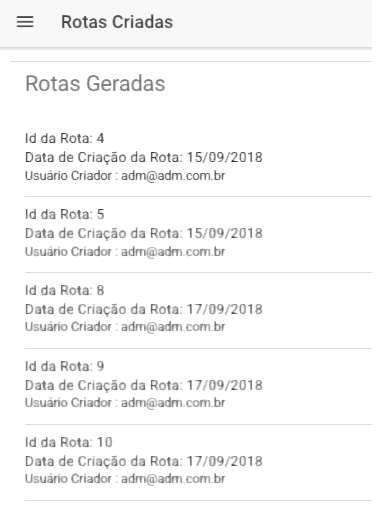 Rotas Criadas
Rotas Geradas
Id da Rota: 4
Data de Criação da Rota: 15/09/2018
Usuário Criador : adm@adm.com.br
Id da Rota: 5
Data de Criação da Rota: 15/09/2018
Usuário Criador : adm@adm.com.br
Id da Rota: 8
Data de Criação da Rota: 17/09/2018
Usuário Criador : adm@adm.com.br
Id da Rota: 9
Data de Criação da Rota: 17/09/2018
Usuário Criador : adm@adm.com.br
Id da Rota: 10
Data de Criação da Rota: 17/09/2018
Usuário Criador : adm@adm.com.br